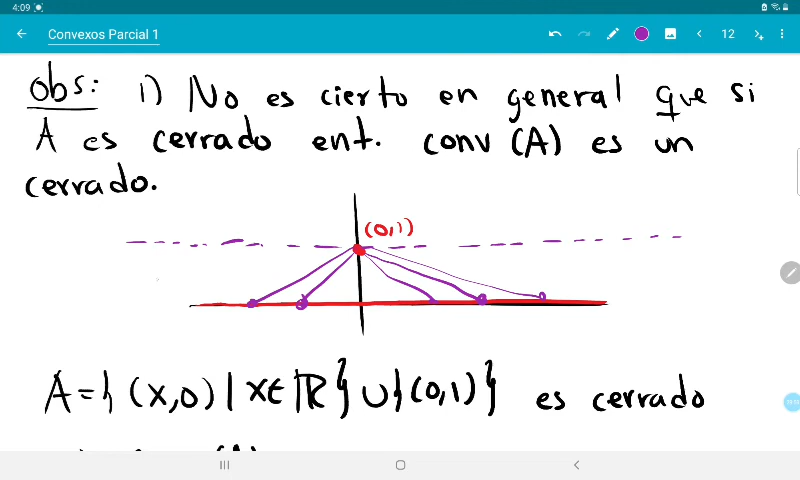 4:09
Convexos Parcial 1
12
Obs: 1) No es cierto en general que si
A es cerrado ent. conv (A) es un
cerrado.
(0,1)
A={ (x,0) | x∈ℝ} ∪ {(0,1)} es cerrado